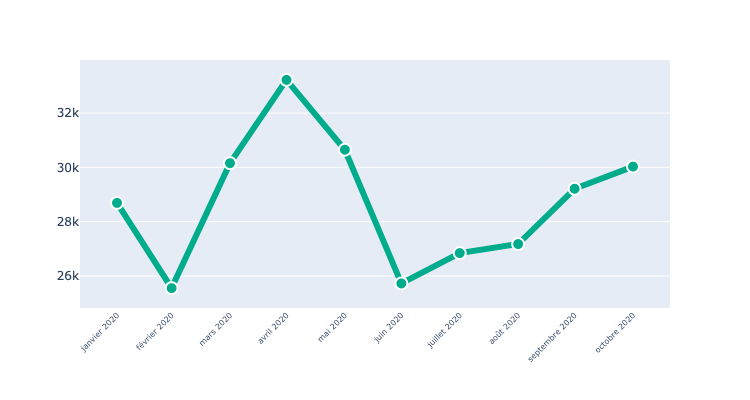 32k
30k
28k
26k
janvier 2020
février 2020
mars 2020
avril 2020
mai 2020
juin 2020
juillet 2020
août 2020
septembre 2020
octobre 2020